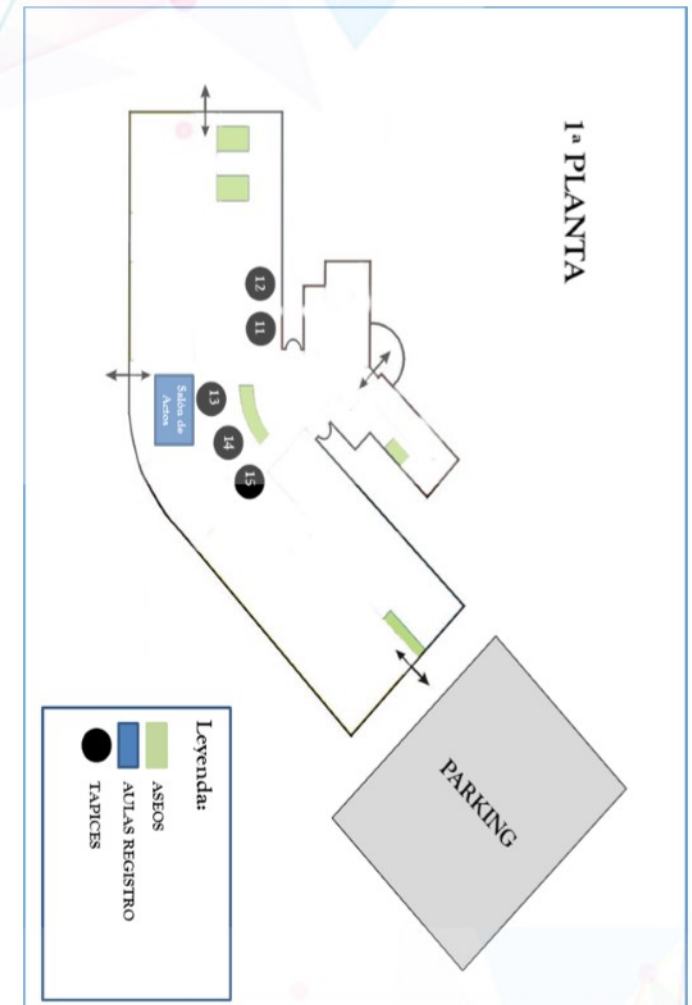 1ª PLANTA
12
11
13
14
15
Salón de
Actos
PARKING
Leyenda:
ASEOS
AULAS REGISTRO
TAPICES